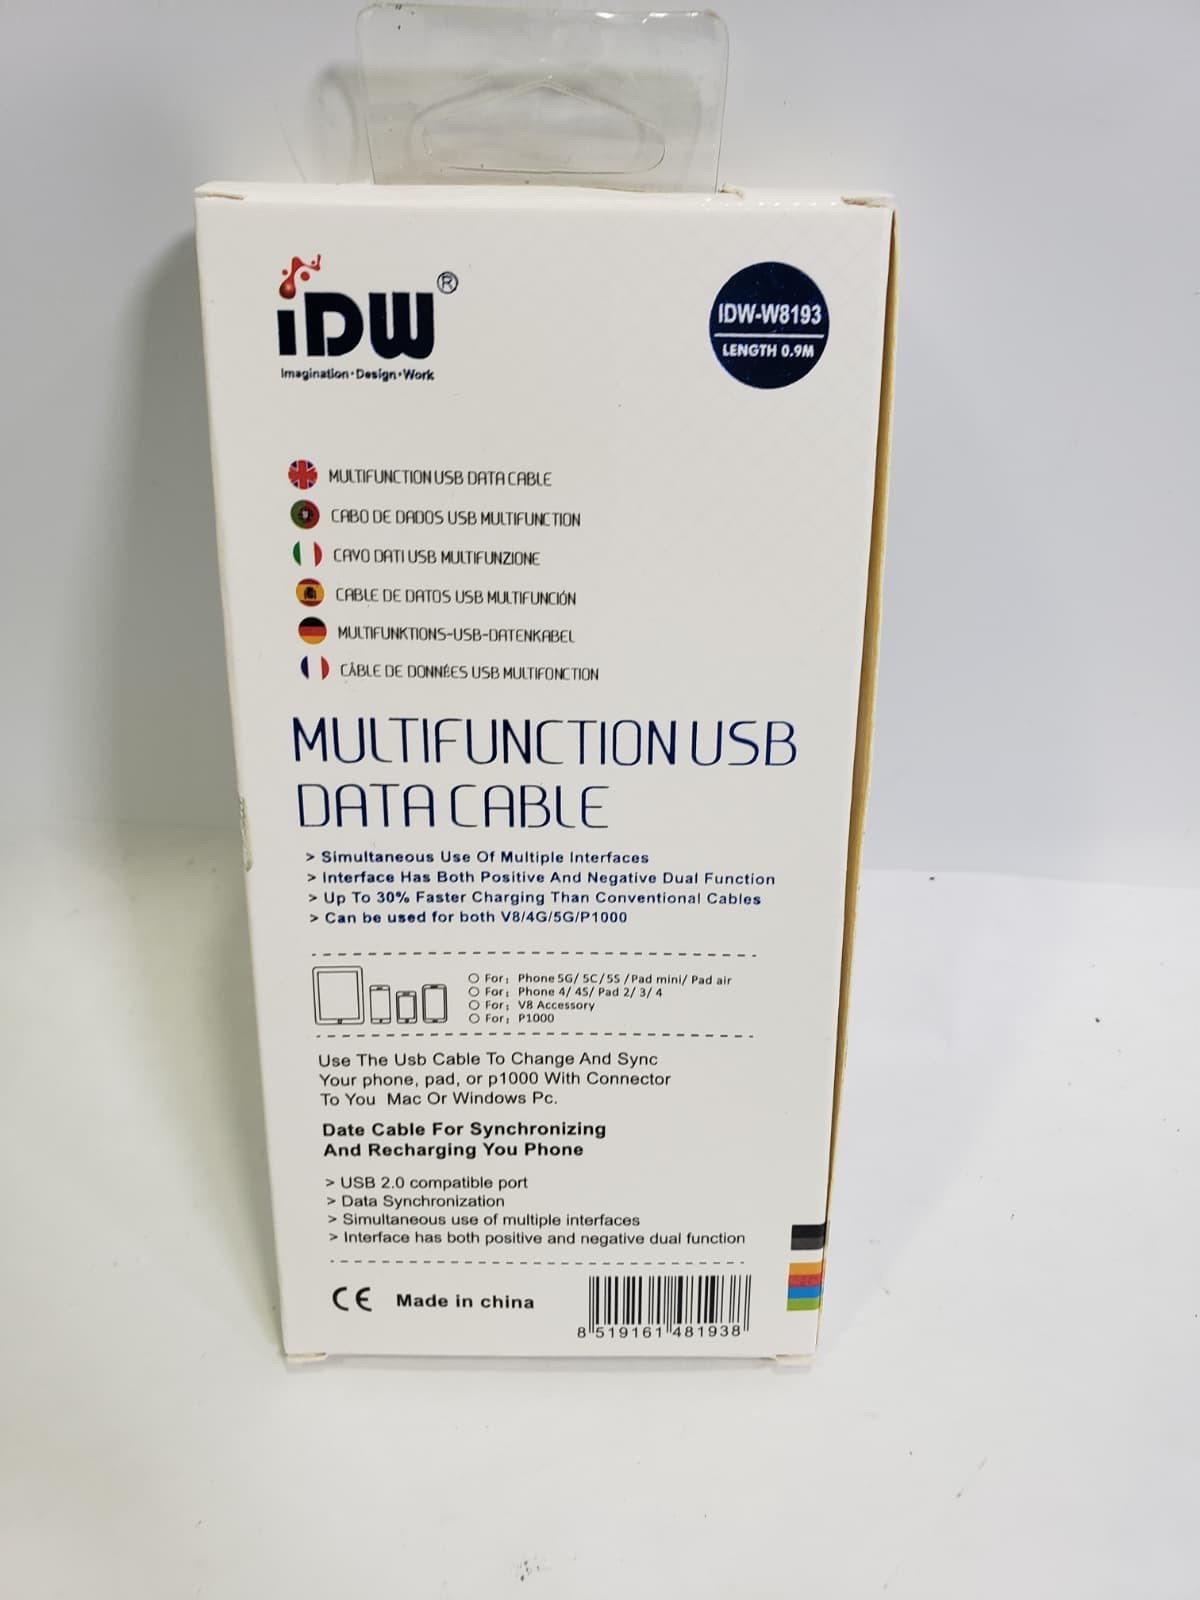 iDW®
Imagination·Design·Work
IDW-W8193
LENGTH 0.9M
MULTIFUNCTION USB DATA CABLE
CABO DE DADOS USB MULTIFUNCTION
CAVO DATI USB MULTIFUNZIONE
CABLE DE DATOS USB MULTIFUNCIÓN
MULTIFUNKTIONS-USB-DATENKABEL
CÂBLE DE DONNÉES USB MULTIFONCTION
MULTIFUNCTION USB
DATA CABLE
> Simultaneous Use Of Multiple Interfaces
> Interface Has Both Positive And Negative Dual Function
> Up To 30% Faster Charging Than Conventional Cables
> Can be used for both V8/4G/5G/P1000
For: Phone 5G/ 5C/5S /Pad mini/ Pad air
For: Phone 4/ 4S/ Pad 2/ 3/ 4
For: V8 Accessory
For: P1000
Use The Usb Cable To Change And Sync
Your phone, pad, or p1000 With Connector
To You Mac Or Windows Pc.
Date Cable For Synchronizing
And Recharging You Phone
> USB 2.0 compatible port
> Data Synchronization
> Simultaneous use of multiple interfaces
> Interface has both positive and negative dual function
CE Made in china
8 519161 481938